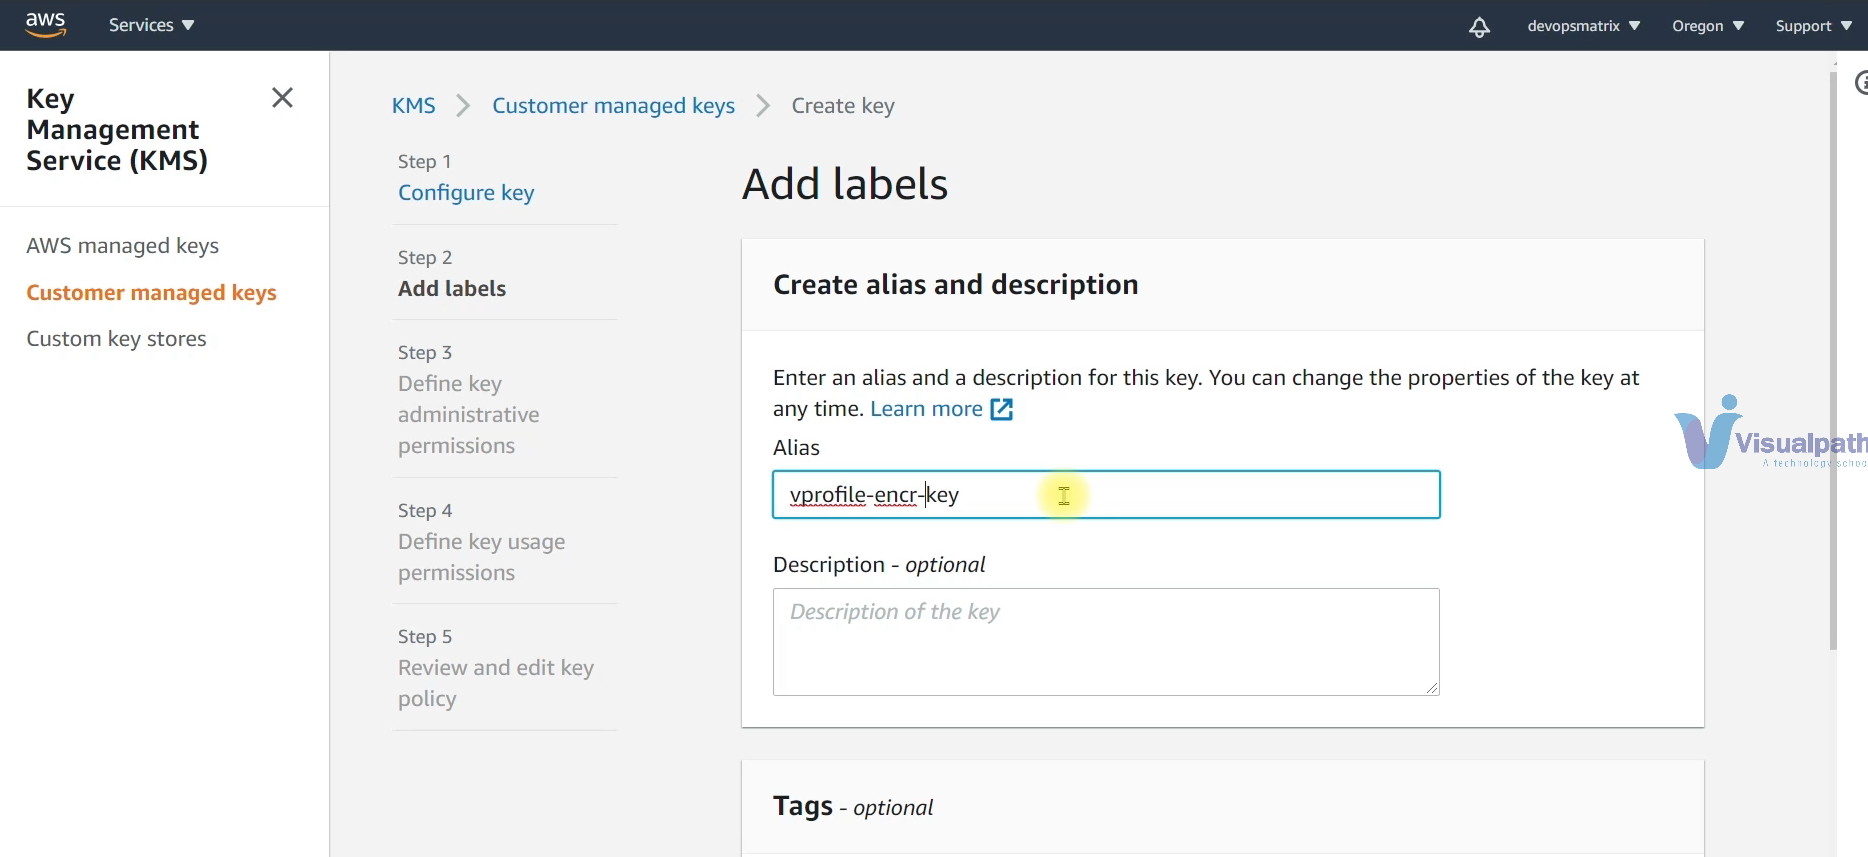 aws
Services
devopsmatrix
Oregon
Support
Key
Management
Service (KMS)
AWS managed keys
Customer managed keys
Custom key stores
KMS
Customer managed keys
Create key
Step 1
Configure key
Step 2
Add labels
Step 3
Define key
administrative
permissions
Step 4
Define key usage
permissions
Step 5
Review and edit key
policy
Add labels
Create alias and description
Enter an alias and a description for this key. You can change the properties of the key at
any time. Learn more
Alias
vprofile-encr-key
Description - optional
Description of the key
Tags - optional
Visualpath
A technology schoo